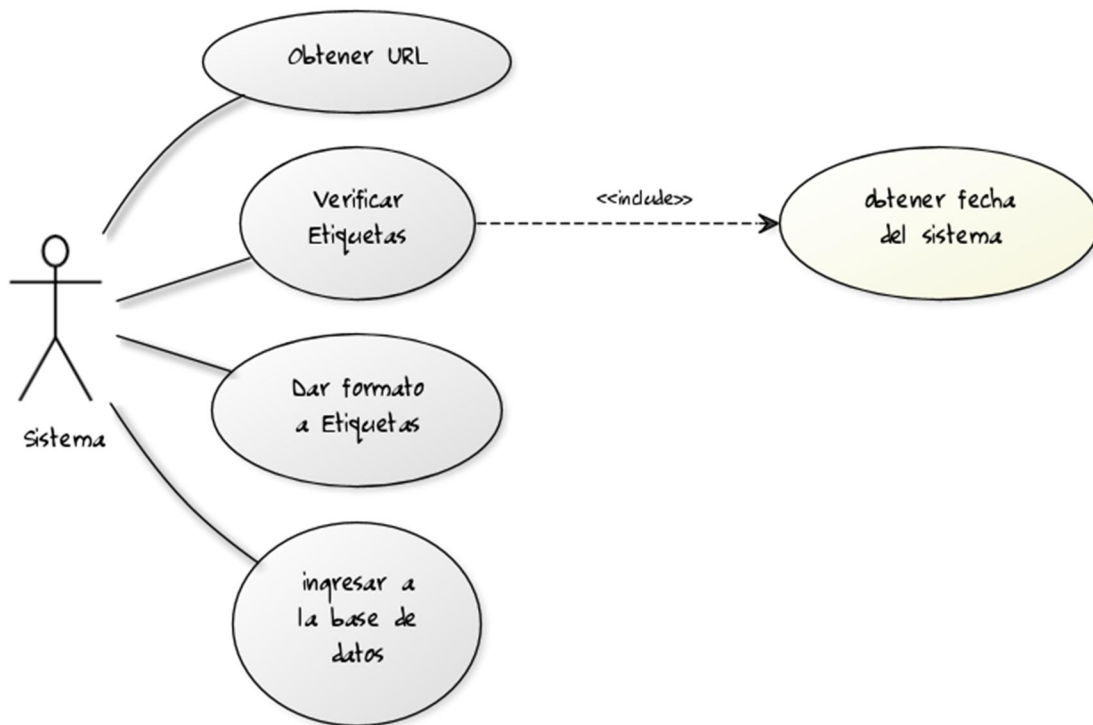 Obtener URL
Verificar
Etiquetas
<<include>>
obtener fecha
del sistema
Dar formato
a Etiquetas
Sistema
ingresar a
la base de
datos